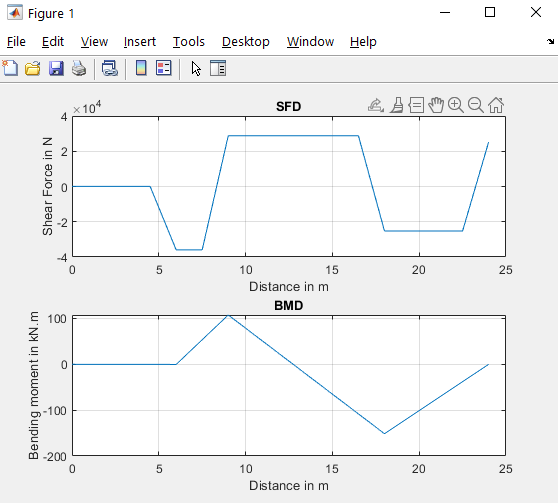 Figure 1
File Edit View Insert Tools Desktop Window Help
SFD
×10⁴
4
2
0
-2
-4
Shear Force in N
0 5 10 15 20 25
Distance in m
BMD
100
0
-100
-200
Bending moment in kN.m
0 5 10 15 20 25
Distance in m